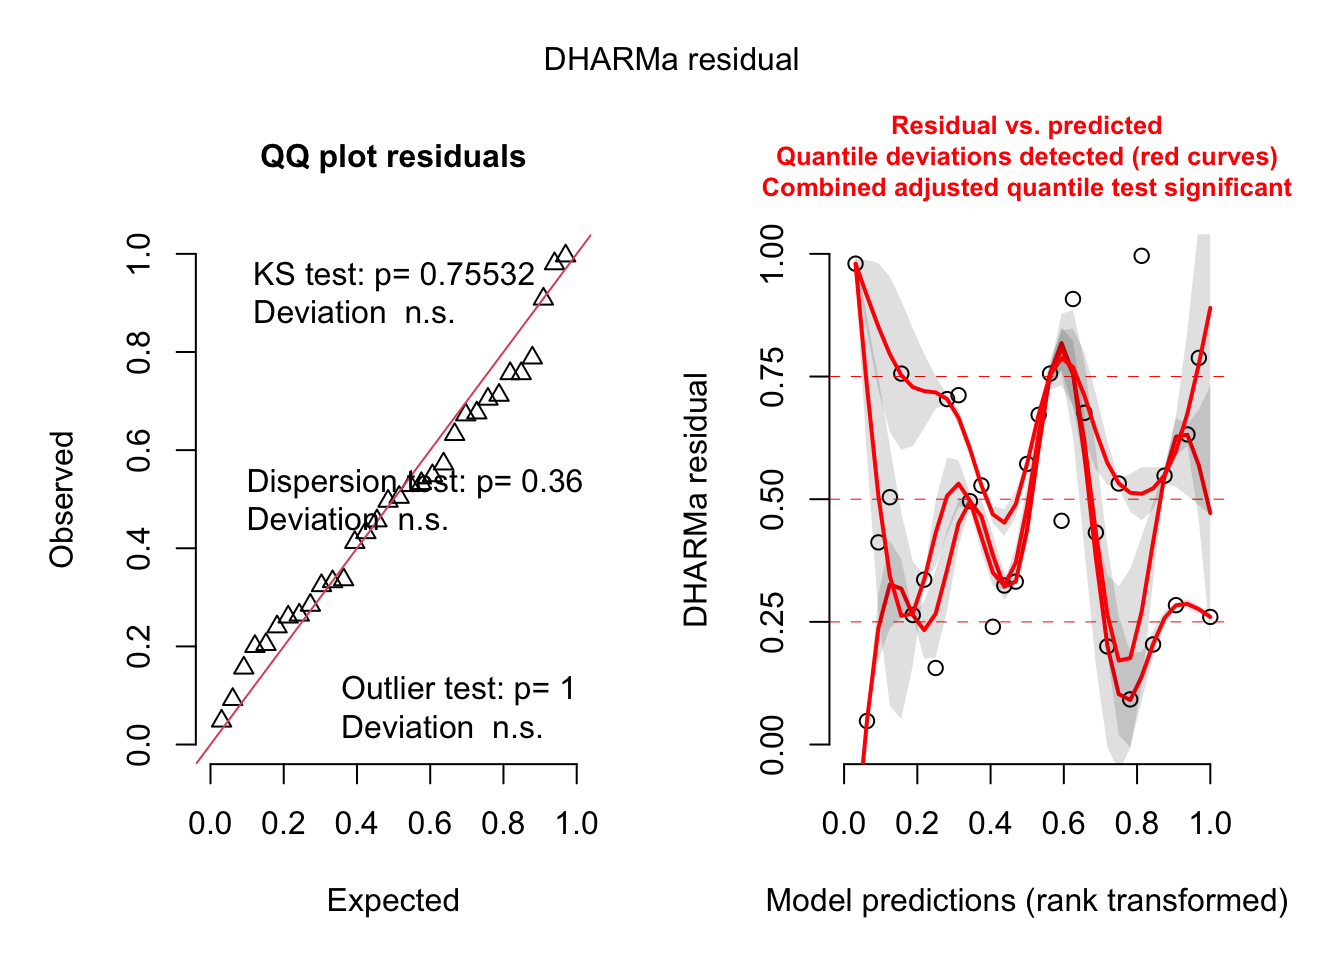 DHARMa residual
QQ plot residuals
KS test: p= 0.75532
Deviation  n.s.
Dispersion test: p= 0.36
Deviation  n.s.
Outlier test: p= 1
Deviation  n.s.
Observed
0.0 0.2 0.4 0.6 0.8 1.0
0.0 0.2 0.4 0.6 0.8 1.0
Expected
Residual vs. predicted
Quantile deviations detected (red curves)
Combined adjusted quantile test significant
DHARMa residual
0.00 0.25 0.50 0.75 1.00
0.0 0.2 0.4 0.6 0.8 1.0
Model predictions (rank transformed)